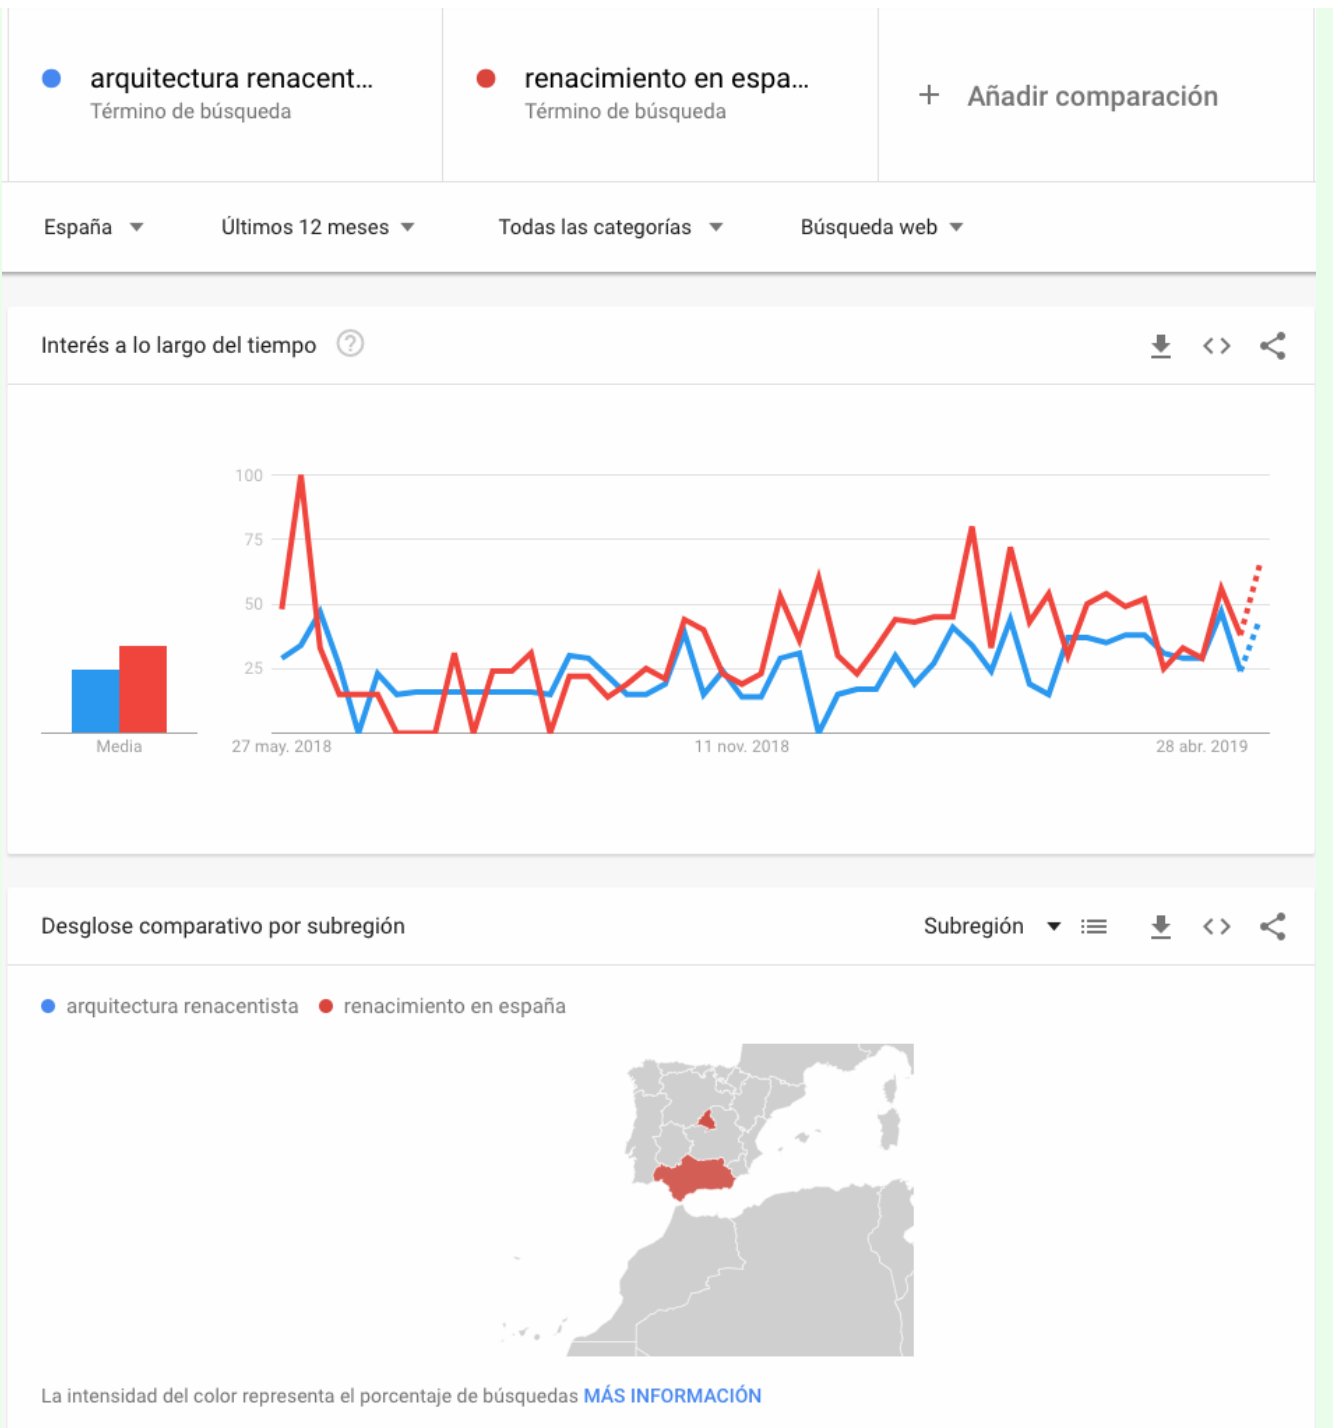 arquitectura renacent...
Término de búsqueda
renacimiento en espa...
Término de búsqueda
+ Añadir comparación
España
Últimos 12 meses
Todas las categorías
Búsqueda web
Interés a lo largo del tiempo
?
100
75
50
25
Media
27 may. 2018
11 nov. 2018
28 abr. 2019
Desglose comparativo por subregión
Subregión
arquitectura renacentista
renacimiento en españa
La intensidad del color representa el porcentaje de búsquedas MÁS INFORMACIÓN